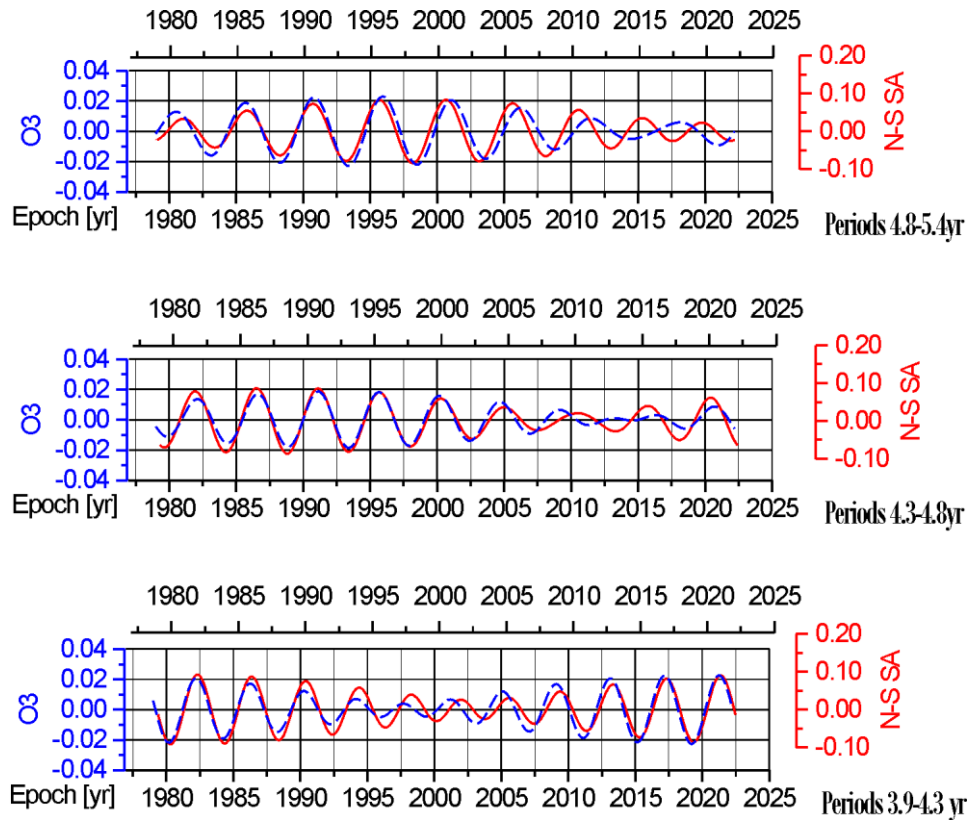 1980 1985 1990 1995 2000 2005 2010 2015 2020 2025
0.04 0.02 0.00 -0.02 -0.04
O3
0.20 0.10 0.00 -0.10
N-S SA
Epoch [yr] 1980 1985 1990 1995 2000 2005 2010 2015 2020 2025
Periods 4.8-5.4yr
1980 1985 1990 1995 2000 2005 2010 2015 2020 2025
0.04 0.02 0.00 -0.02 -0.04
O3
0.20 0.10 0.00 -0.10
N-S SA
Epoch [yr] 1980 1985 1990 1995 2000 2005 2010 2015 2020 2025
Periods 4.3-4.8yr
1980 1985 1990 1995 2000 2005 2010 2015 2020 2025
0.04 0.02 0.00 -0.02 -0.04
O3
0.20 0.10 0.00 -0.10
N-S SA
Epoch [yr] 1980 1985 1990 1995 2000 2005 2010 2015 2020 2025
Periods 3.9-4.3 yr